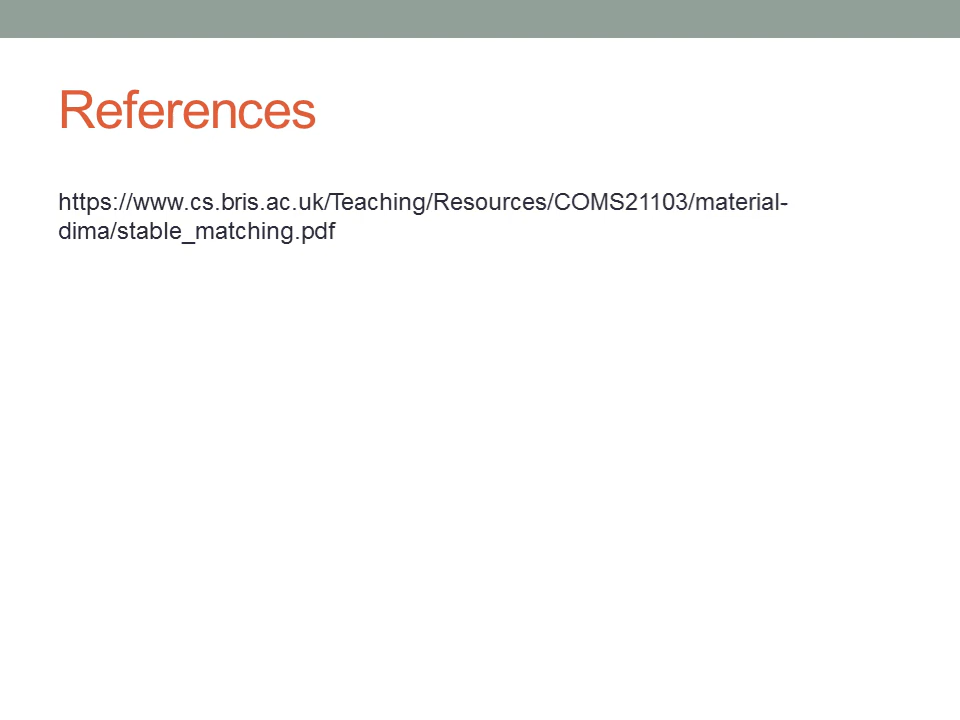 References
https://www.cs.bris.ac.uk/Teaching/Resources/COMS21103/material-
dima/stable_matching.pdf